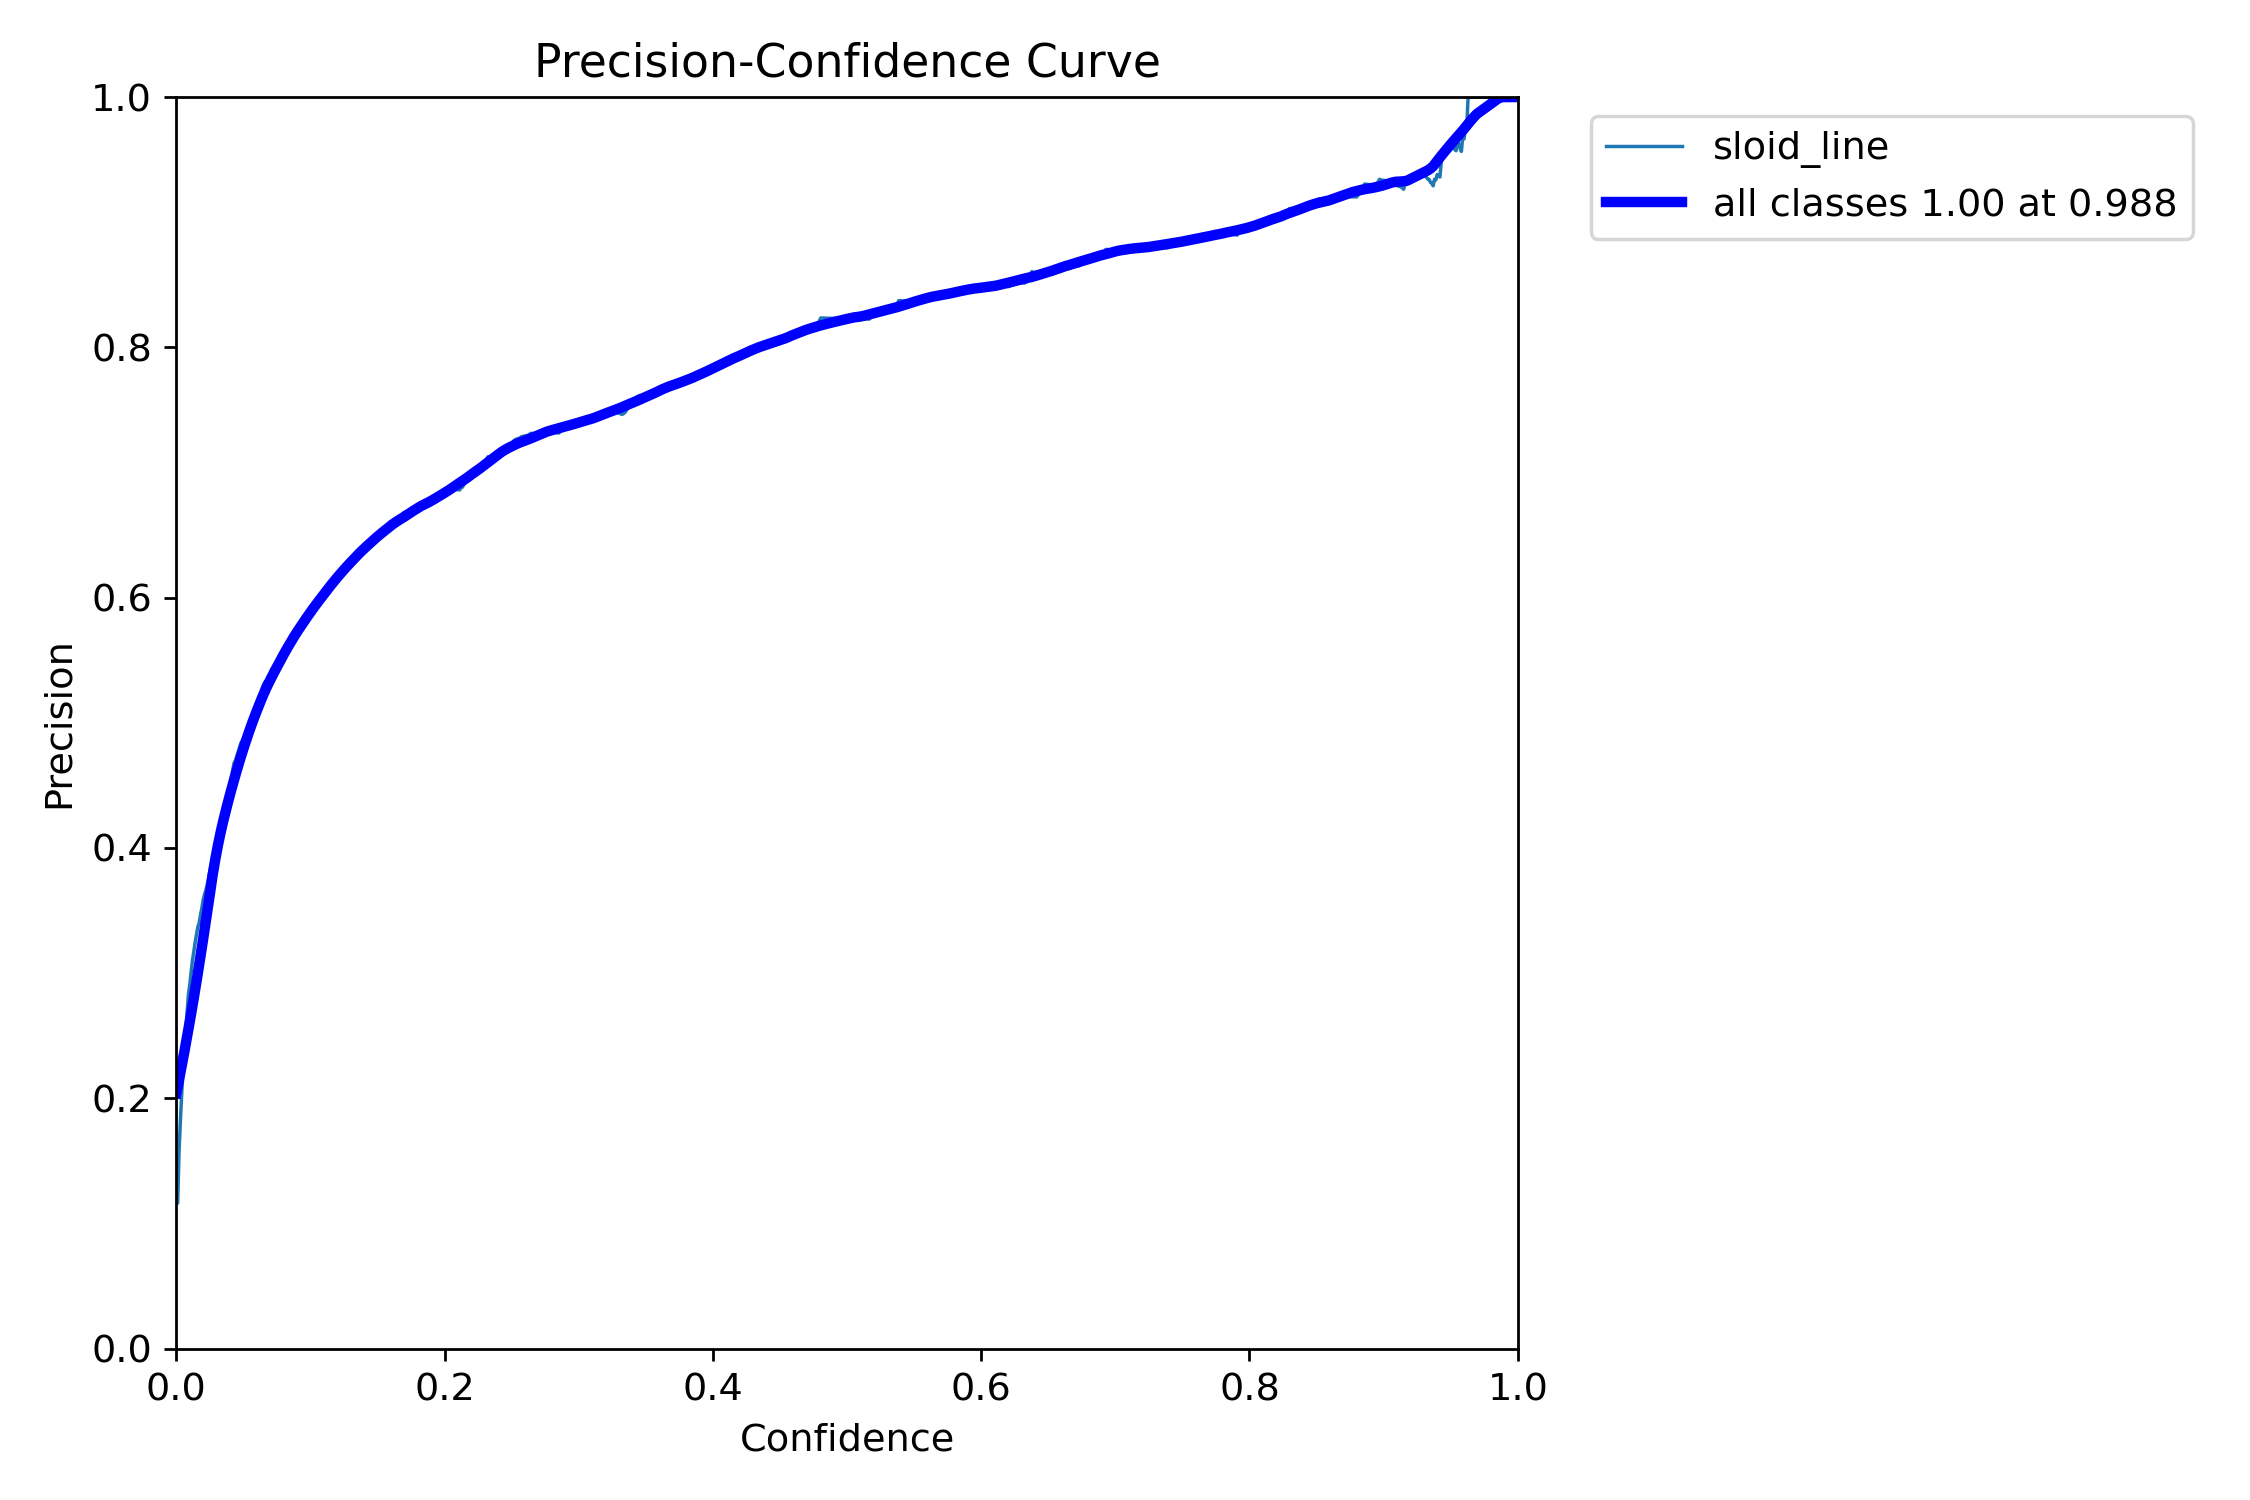 Precision-Confidence Curve
1.0
0.8
0.6
0.4
0.2
0.0
Precision
0.0 0.2 0.4 0.6 0.8 1.0
Confidence
sloid_line
all classes 1.00 at 0.988